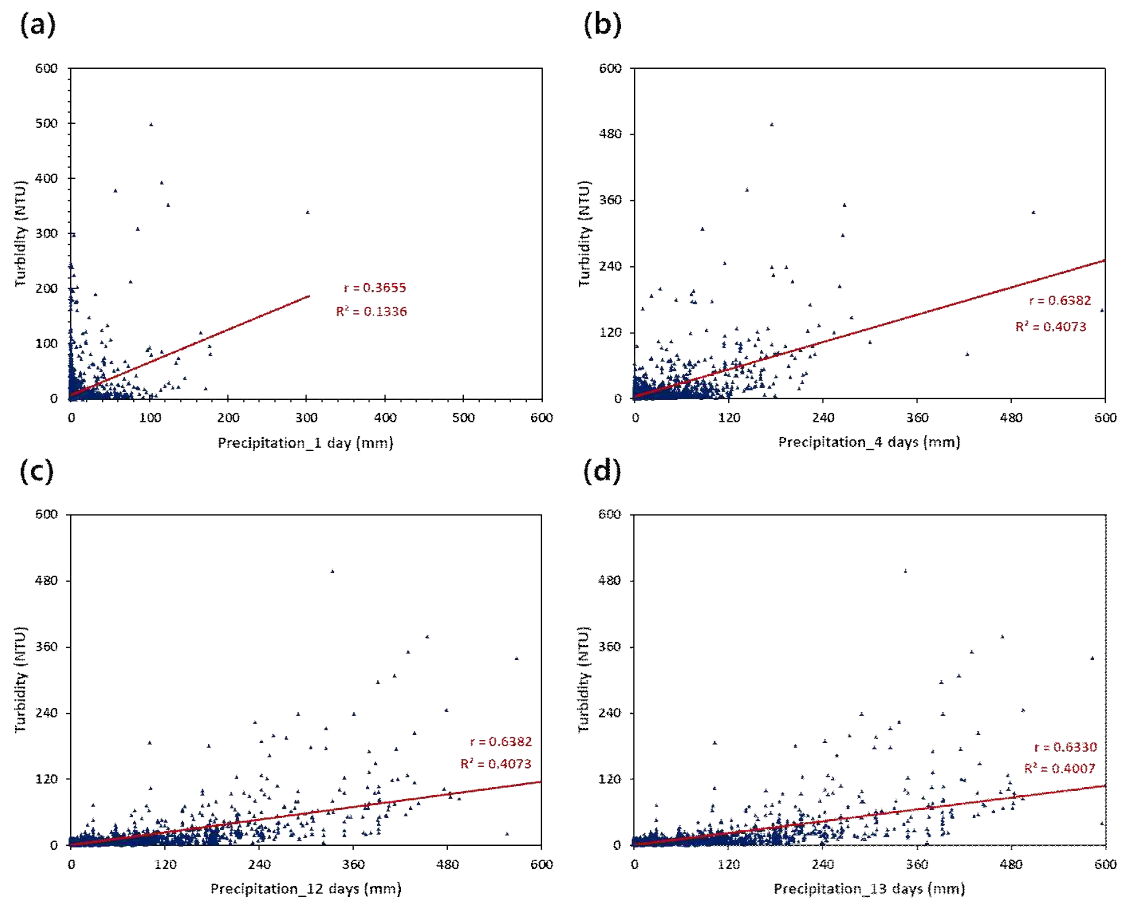 (a)
600
500
400
300
200
100
0
Turbidity (NTU)
r = 0.3655
R² = 0.1336
0 100 200 300 400 500 600
Precipitation_1 day (mm)
(b)
600
480
360
240
120
0
Turbidity (NTU)
r = 0.6382
R² = 0.4073
0 120 240 360 480 600
Precipitation_4 days (mm)
(c)
600
480
360
240
120
0
Turbidity (NTU)
r = 0.6382
R² = 0.4073
0 120 240 360 480 600
Precipitation_12 days (mm)
(d)
600
480
360
240
120
0
Turbidity (NTU)
r = 0.6330
R² = 0.4007
0 120 240 360 480 600
Precipitation_13 days (mm)